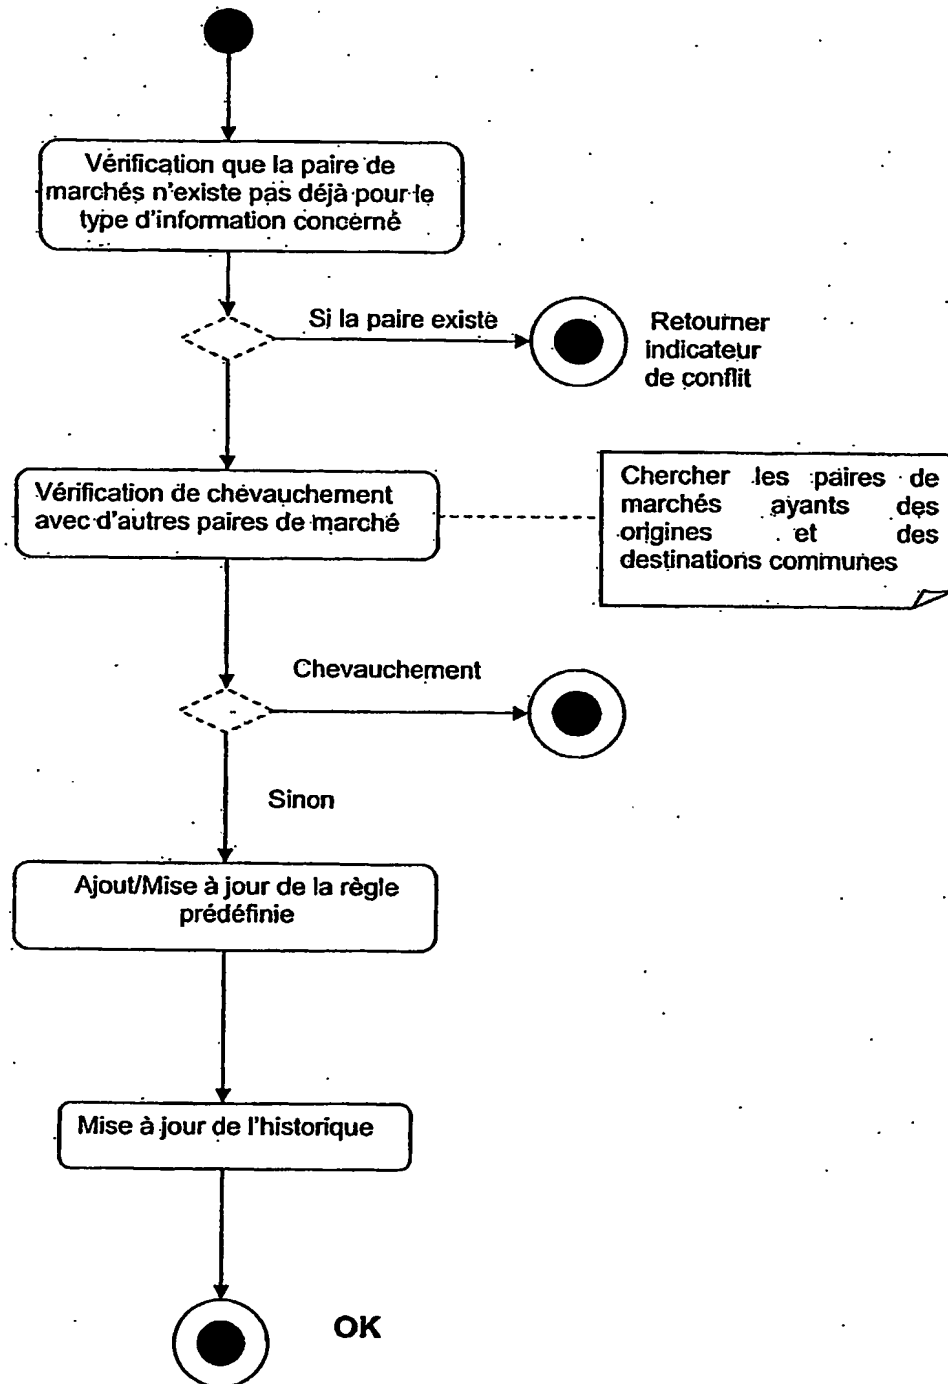 Vérification que la paire de
marchés n'existe pas déjà pour le
type d'information concerné
Si la paire existe
Retourner
indicateur
de conflit
Vérification de chevauchement
avec d'autres paires de marché
Chercher les paires de
marchés ayants des
origines et des
destinations communes
Chevauchement
Sinon
Ajout/Mise à jour de la règle
prédéfinie
Mise à jour de l'historique
OK